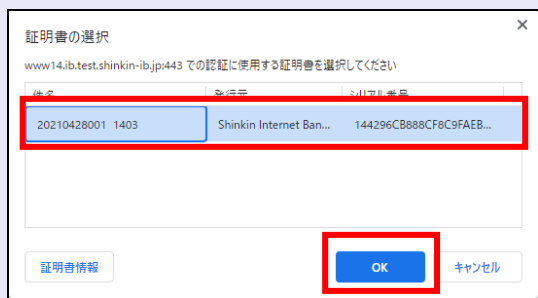 証明書の選択
www14.ib.test.shinkin-ib.jp:443 での認証に使用する証明書を選択してください
件名 発行元 シリアル番号
20210428001 1403 Shinkin Internet Ban... 144296CB888CF8C9FAEB...
証明書情報 OK キャンセル